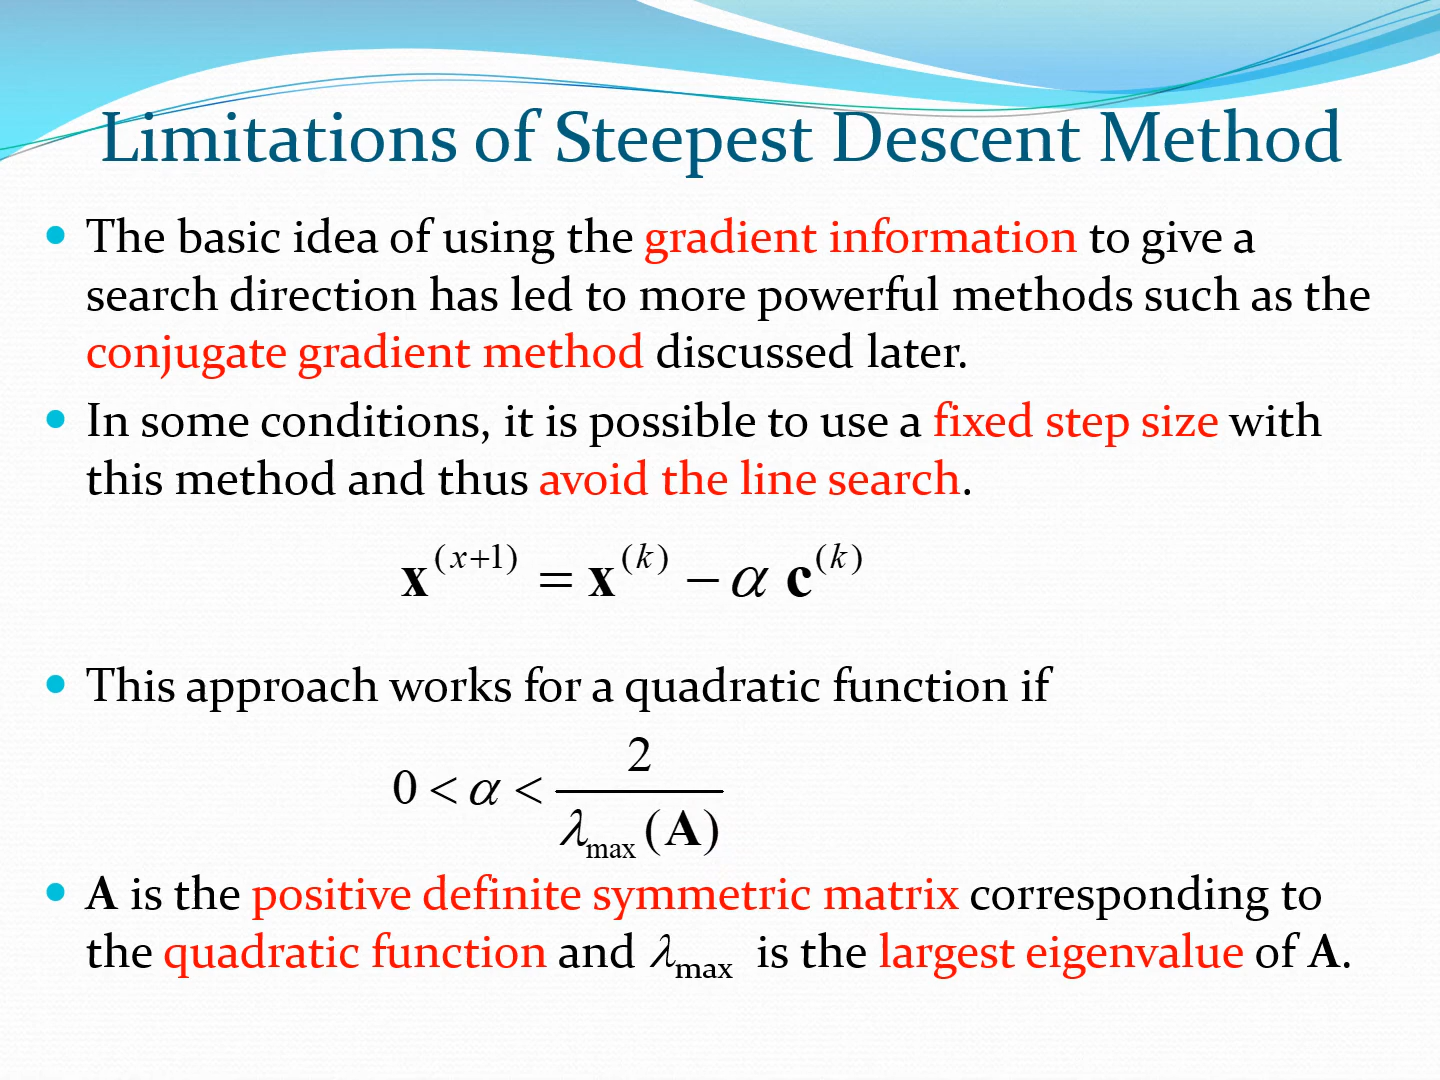 Limitations of Steepest Descent Method
• The basic idea of using the gradient information to give a
search direction has led to more powerful methods such as the
conjugate gradient method discussed later.
• In some conditions, it is possible to use a fixed step size with
this method and thus avoid the line search.
x^(x+1) = x^(k) − α c^(k)
• This approach works for a quadratic function if
0 < α < 2 / λmax (A)
• A is the positive definite symmetric matrix corresponding to
the quadratic function and λmax is the largest eigenvalue of A.